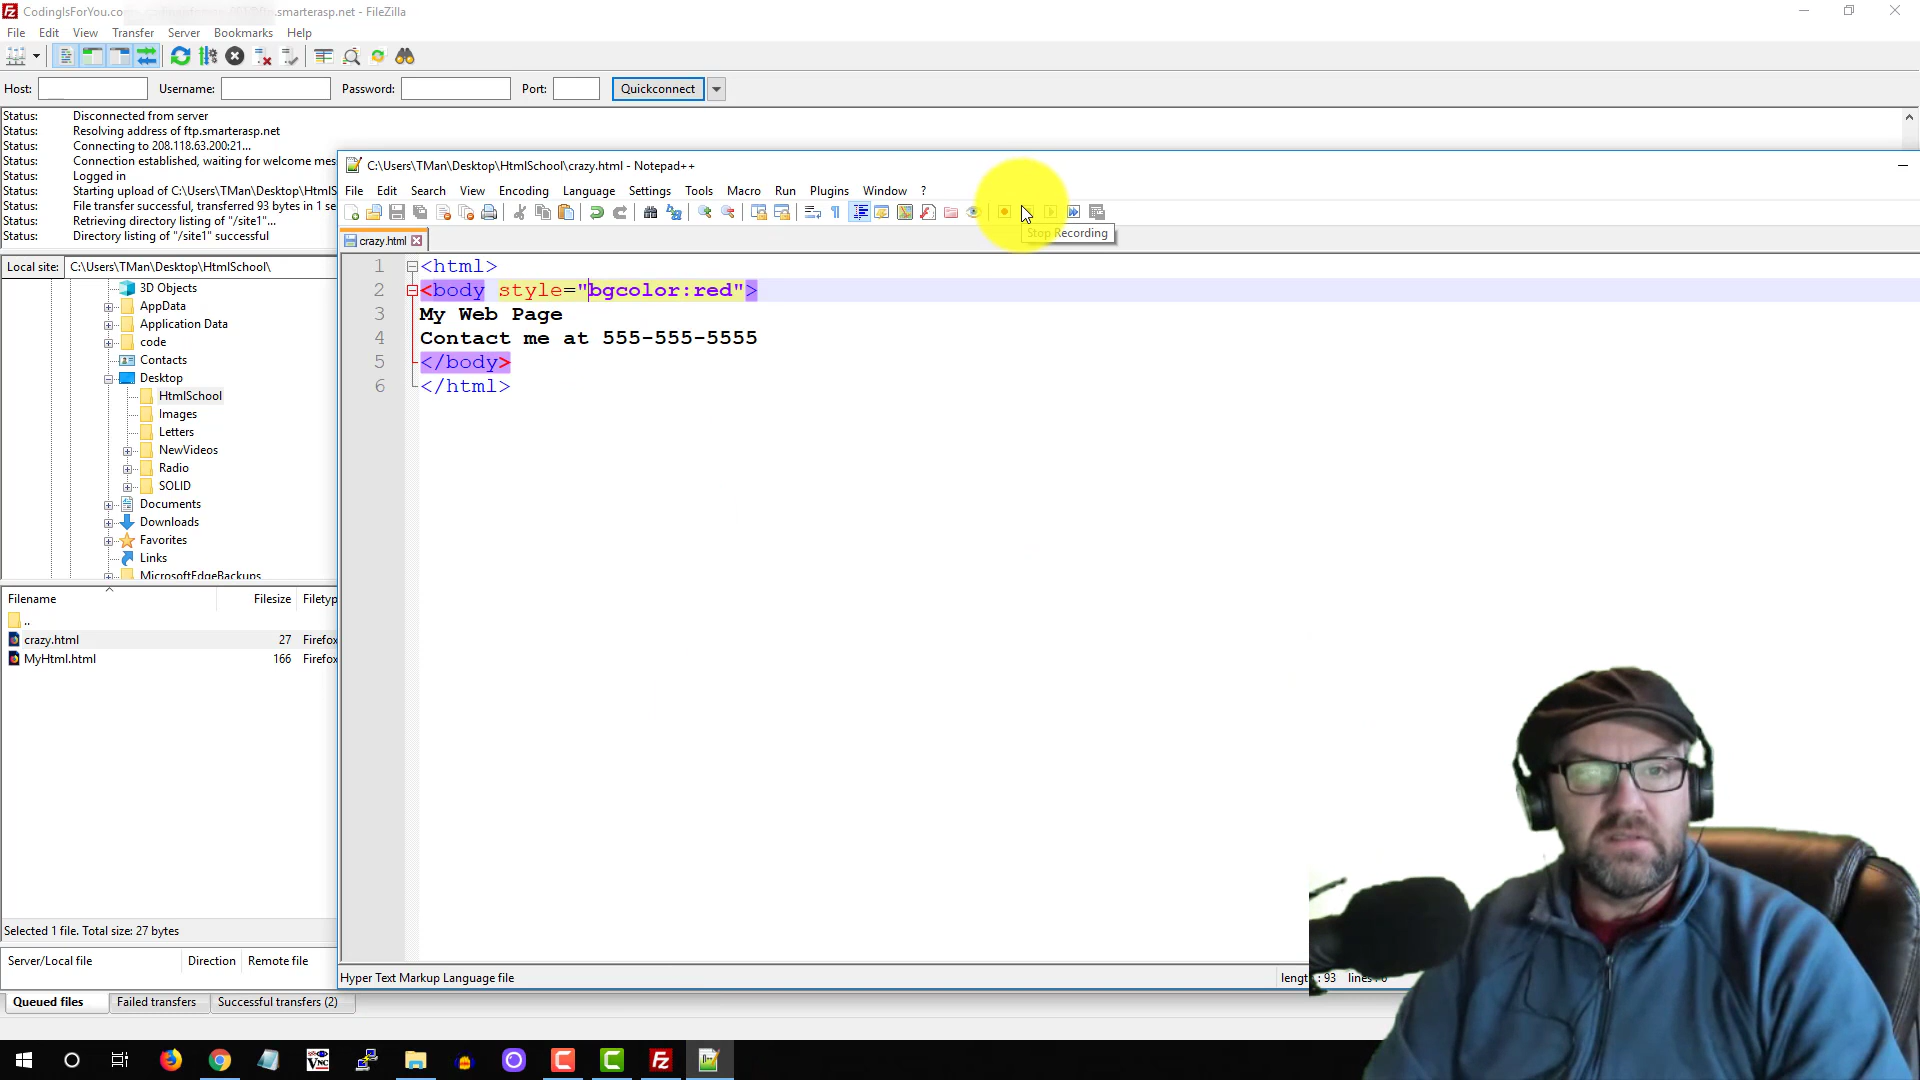 CodingIsForYou.co
.smarterasp.net - FileZilla
File Edit View Transfer Server Bookmarks Help
Host: Username: Password: Port: Quickconnect
Status: Disconnected from server
Status: Resolving address of ftp.smarterasp.net
Status: Connecting to 208.118.63.200:21...
Status: Connection established, waiting for welcome mes
Status: Logged in
Status: Starting upload of C:\Users\TMan\Desktop\HtmlS
Status: File transfer successful, transferred 93 bytes in 1 se
Status: Retrieving directory listing of "/site1"...
Status: Directory listing of "/site1" successful
Local site: C:\Users\TMan\Desktop\HtmlSchool\
3D Objects
AppData
Application Data
code
Contacts
Desktop
HtmlSchool
Images
Letters
NewVideos
Radio
SOLID
Documents
Downloads
Favorites
Links
MicrosoftEdgeBackups
Filename Filesize Filetyp
..
crazy.html 27 Firefox
MyHtml.html 166 Firefox
Selected 1 file. Total size: 27 bytes
Server/Local file Direction Remote file
Queued files Failed transfers Successful transfers (2)
C:\Users\TMan\Desktop\HtmlSchool\crazy.html - Notepad++
File Edit Search View Encoding Language Settings Tools Macro Run Plugins Window ?
Stop Recording
crazy.html
1 <html>
2 <body style="bgcolor:red">
3 My Web Page
4 Contact me at 555-555-5555
5 </body>
6 </html>
Hyper Text Markup Language file
length : 93 lines : 6